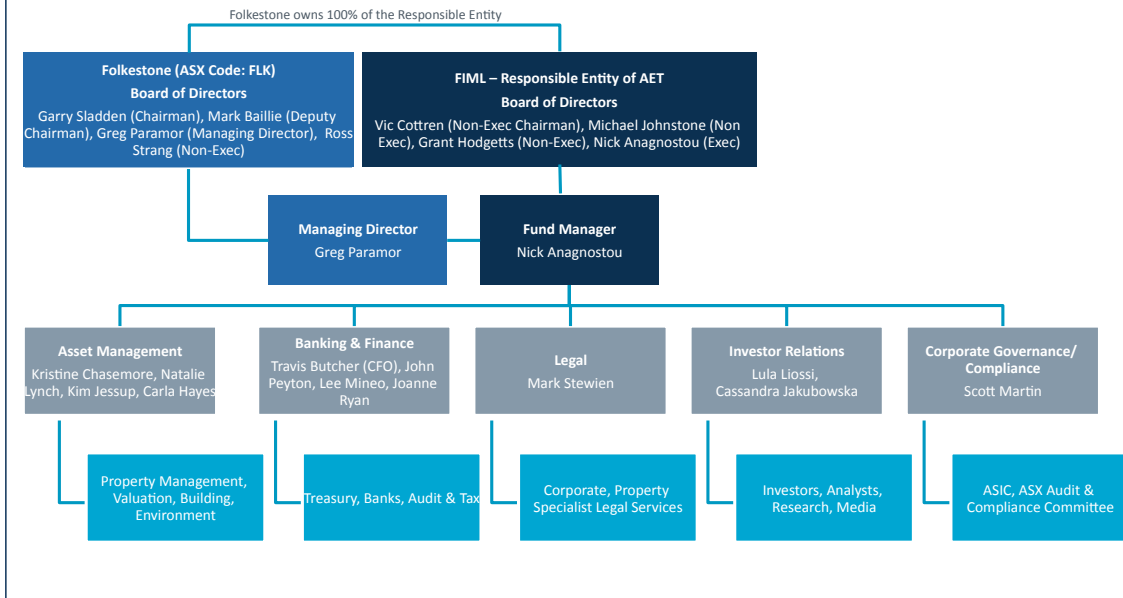 Folkestone owns 100% of the Responsible Entity
Folkestone (ASX Code: FLK)
Board of Directors
Garry Sladden (Chairman), Mark Baillie (Deputy
Chairman), Greg Paramor (Managing Director), Ross
Strang (Non-Exec)
FIML – Responsible Entity of AET
Board of Directors
Vic Cottren (Non-Exec Chairman), Michael Johnstone (Non
Exec), Grant Hodgetts (Non-Exec), Nick Anagnostou (Exec)
Managing Director
Greg Paramor
Fund Manager
Nick Anagnostou
Asset Management
Kristine Chasemore, Natalie
Lynch, Kim Jessup, Carla Hayes
Banking & Finance
Travis Butcher (CFO), John
Peyton, Lee Mineo, Joanne
Ryan
Legal
Mark Stewien
Investor Relations
Lula Liossi,
Cassandra Jakubowska
Corporate Governance/
Compliance
Scott Martin
Property Management,
Valuation, Building,
Environment
Treasury, Banks, Audit & Tax
Corporate, Property
Specialist Legal Services
Investors, Analysts,
Research, Media
ASIC, ASX Audit &
Compliance Committee